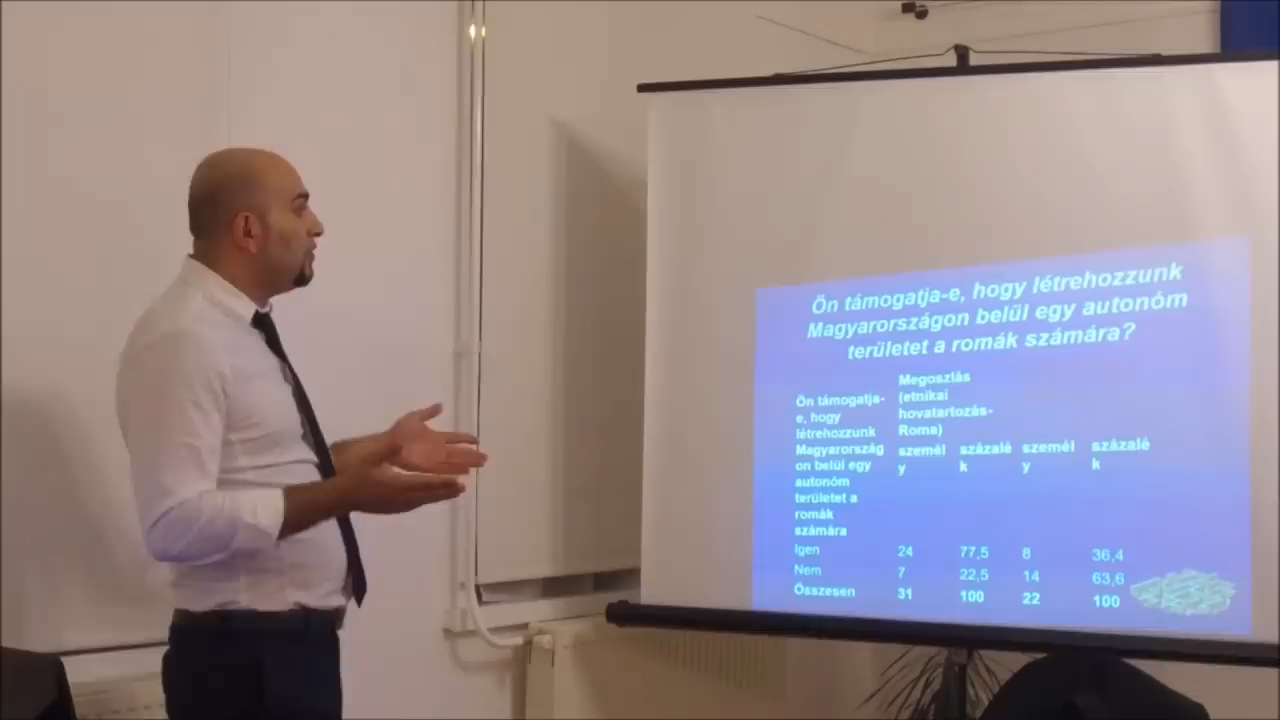 Ön támogatja-e, hogy létrehozzunk
Magyarországon belül egy autonóm
területet a romák számára?
Ön támogatja-
e, hogy
létrehozzunk
Magyarország
on belül egy
autonóm
területet a
romák
számára
Megoszlás
(etnikai
hovatartozás-
Roma)
személ
y
százalé
k
személ
y
százalé
k
Igen 24 77,5 8 36,4
Nem 7 22,5 14 63,6
Összesen 31 100 22 100